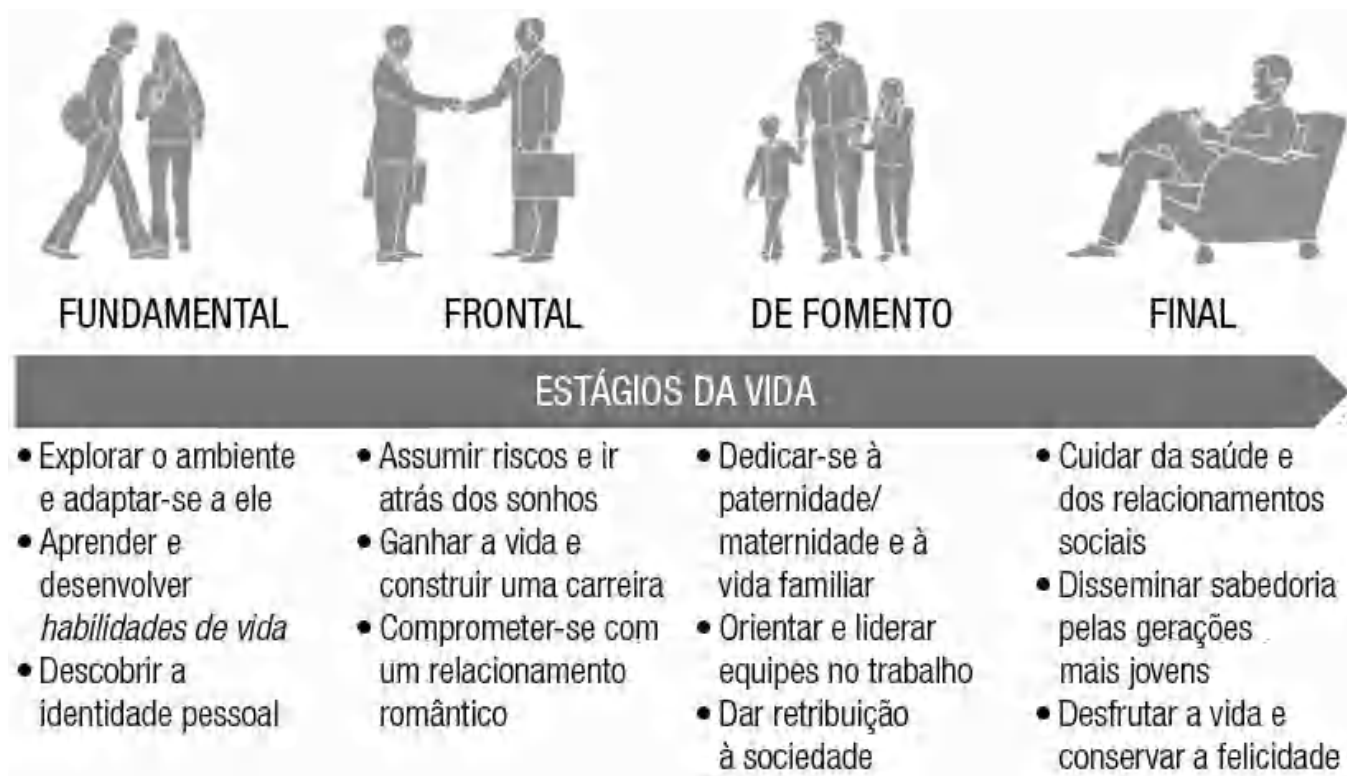 FUNDAMENTAL
FRONTAL
DE FOMENTO
FINAL
ESTÁGIOS DA VIDA
• Explorar o ambiente
e adaptar-se a ele
• Aprender e
desenvolver
habilidades de vida
• Descobrir a
identidade pessoal
• Assumir riscos e ir
atrás dos sonhos
• Ganhar a vida e
construir uma carreira
• Comprometer-se com
um relacionamento
romântico
• Dedicar-se à
paternidade/
maternidade e à
vida familiar
• Orientar e liderar
equipes no trabalho
• Dar retribuição
à sociedade
• Cuidar da saúde e
dos relacionamentos
sociais
• Disseminar sabedoria
pelas gerações
mais jovens
• Desfrutar a vida e
conservar a felicidade